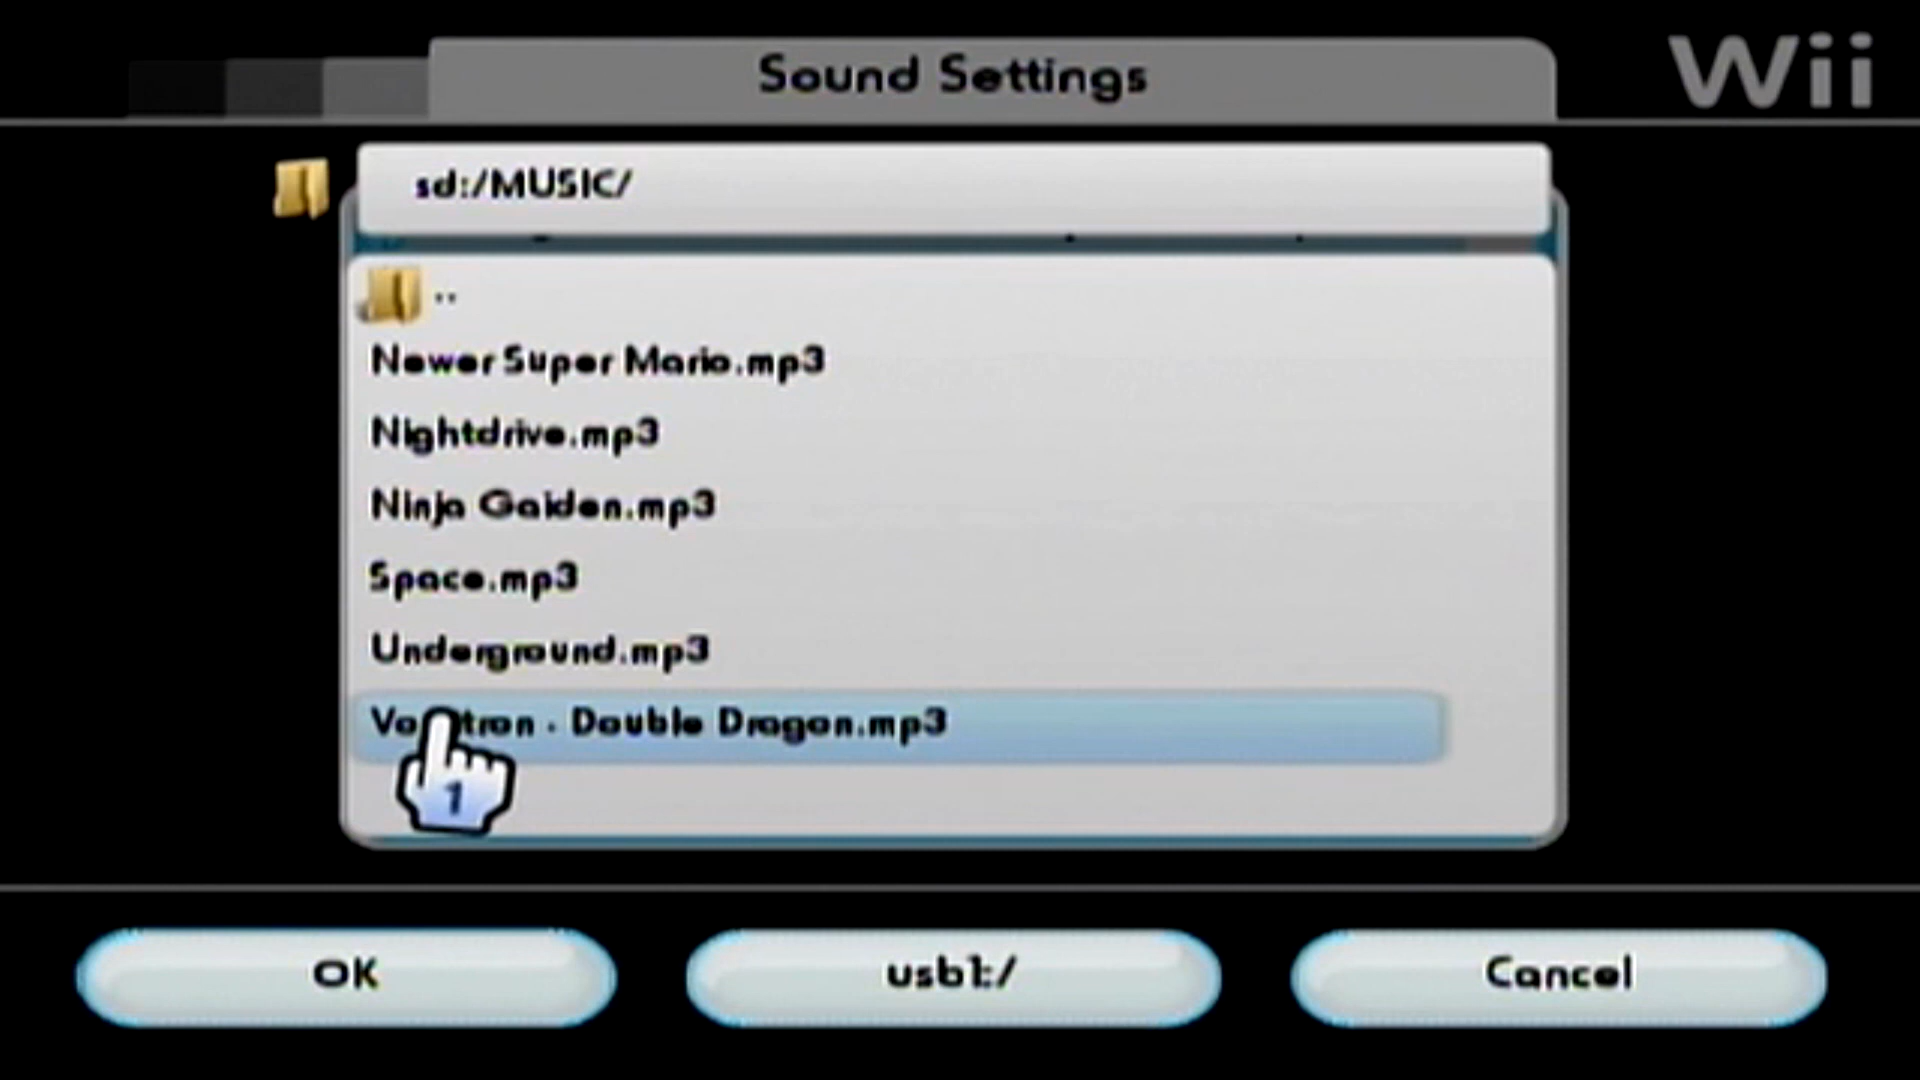 Sound Settings
Wii
sd:/MUSIC/
..
Newer Super Mario.mp3
Nightdrive.mp3
Ninja Gaiden.mp3
Space.mp3
Underground.mp3
- Double Dragon.mp3
1
OK
usb1:/
Cancel